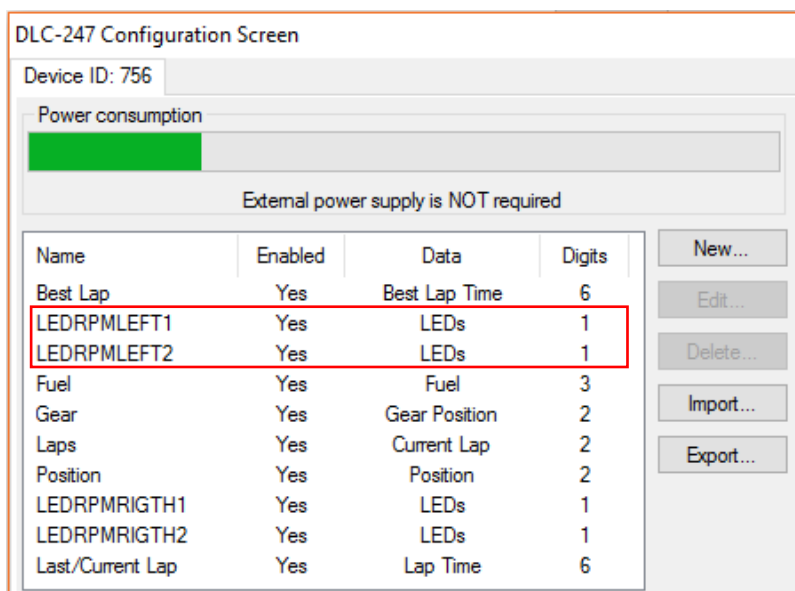 DLC-247 Configuration Screen
Device ID: 756
Power consumption
External power supply is NOT required
Name Enabled Data Digits
Best Lap Yes Best Lap Time 6
LEDRPMLEFT1 Yes LEDs 1
LEDRPMLEFT2 Yes LEDs 1
Fuel Yes Fuel 3
Gear Yes Gear Position 2
Laps Yes Current Lap 2
Position Yes Position 2
LEDRPMRIGTH1 Yes LEDs 1
LEDRPMRIGTH2 Yes LEDs 1
Last/Current Lap Yes Lap Time 6
New...
Edit...
Delete...
Import...
Export...